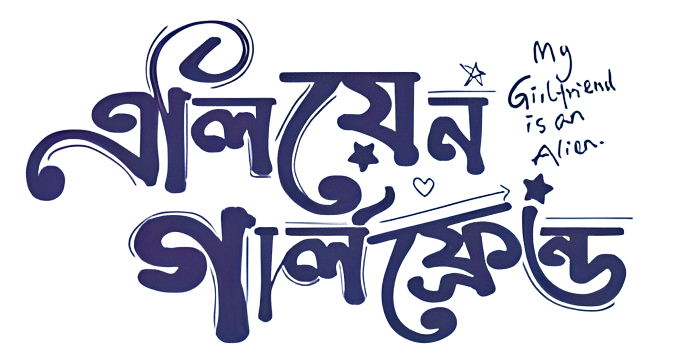 এলিয়েন
গার্লফ্রেন্ড
My
Girlfriend
is an
Alien.